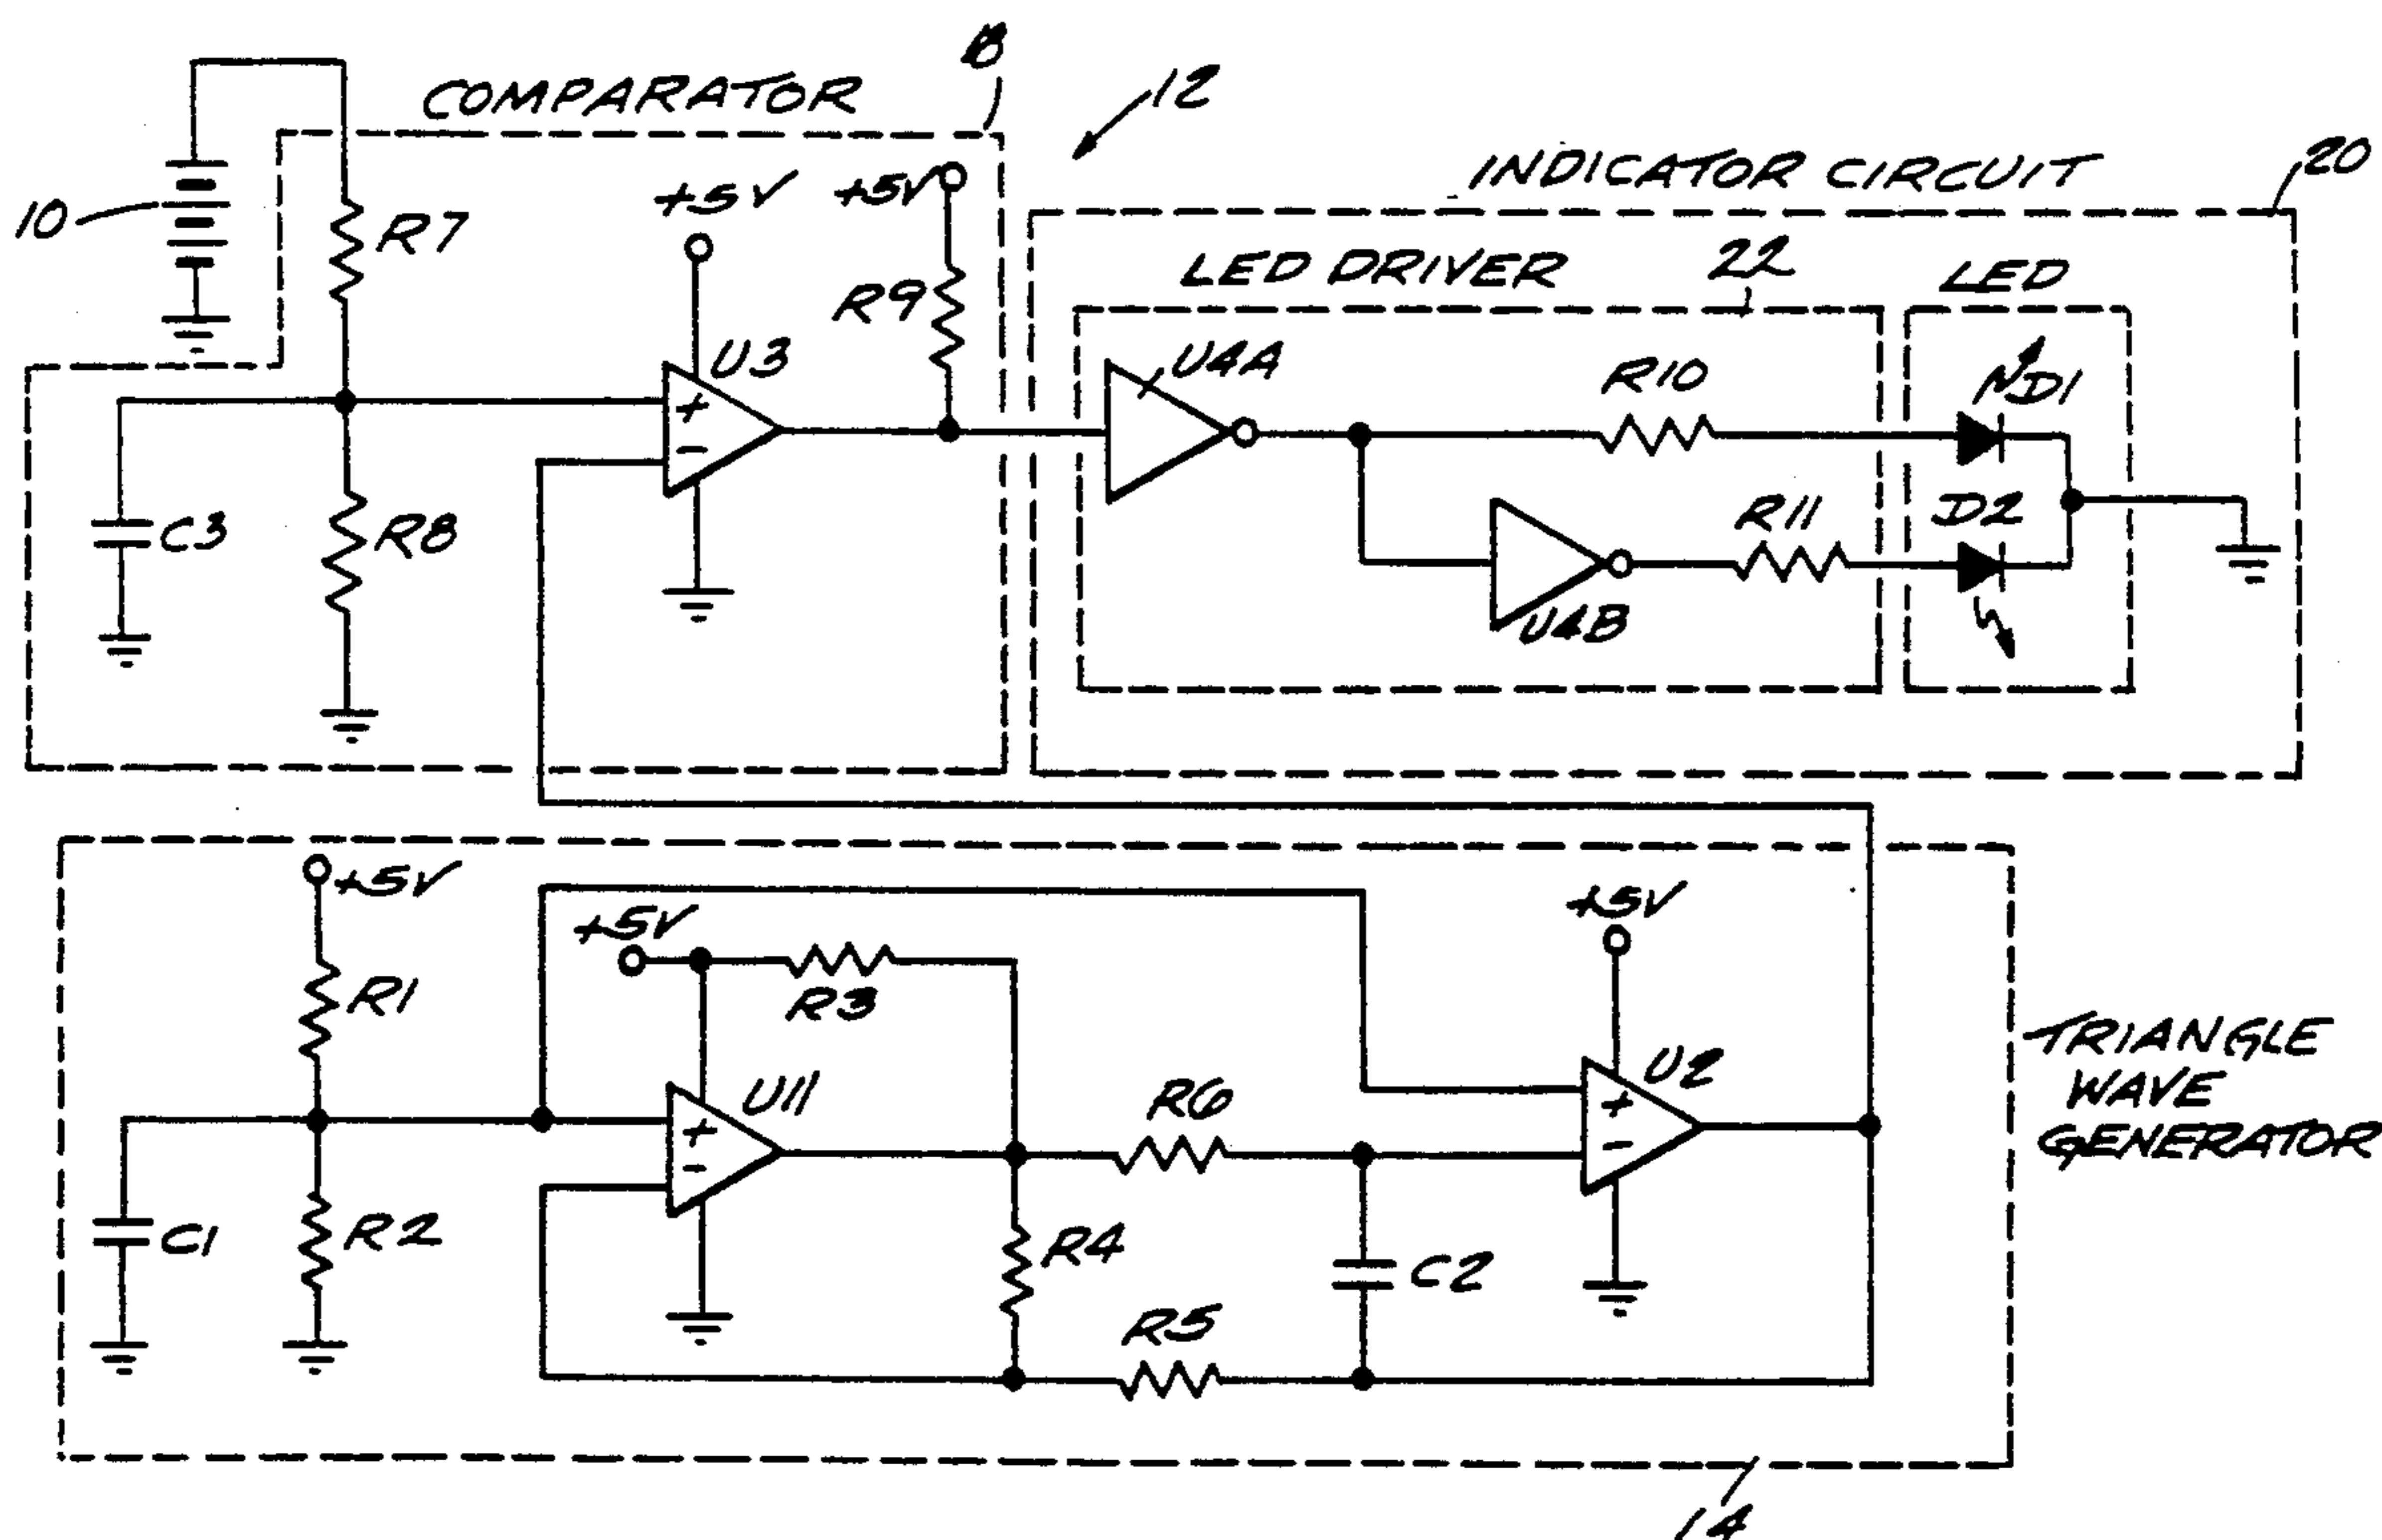 COMPARATOR
12
INDICATOR CIRCUIT
20
10
R7
+5V
+5V
R9
U3
+
-
C3
R8
LED DRIVER
22
LED
U4A
R10
D1
R11
D2
U4B
+5V
R1
+5V
R3
U11
+
-
C1
R2
R6
R4
R5
C2
+5V
U2
+
-
TRIANGLE
WAVE
GENERATOR
14